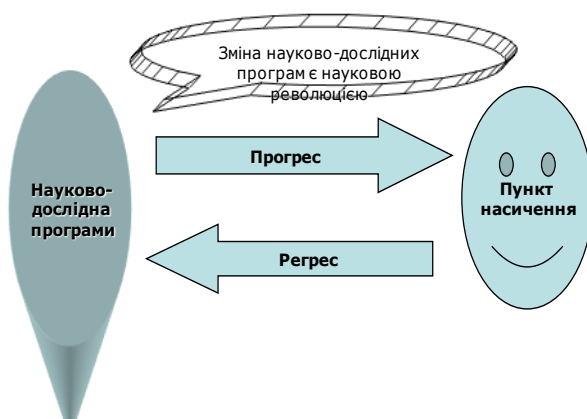 Зміна науково-дослідних
програм є науковою
революцією
Прогрес
Науково-
дослідна
програми
Пункт
насичення
Регрес